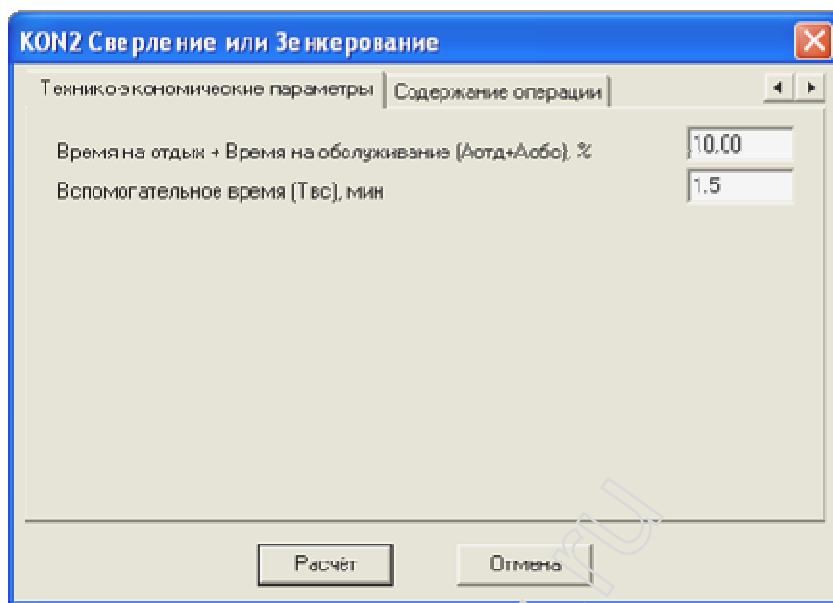 KON2 Сверление или Зенкерование
Технико-экономические параметры Содержание операции
Время на отдых + Время на обслуживание (Аотд+Аобс), % 10,00
Вспомогательное время (Твс), мин 1.5
Расчёт Отмена
ru